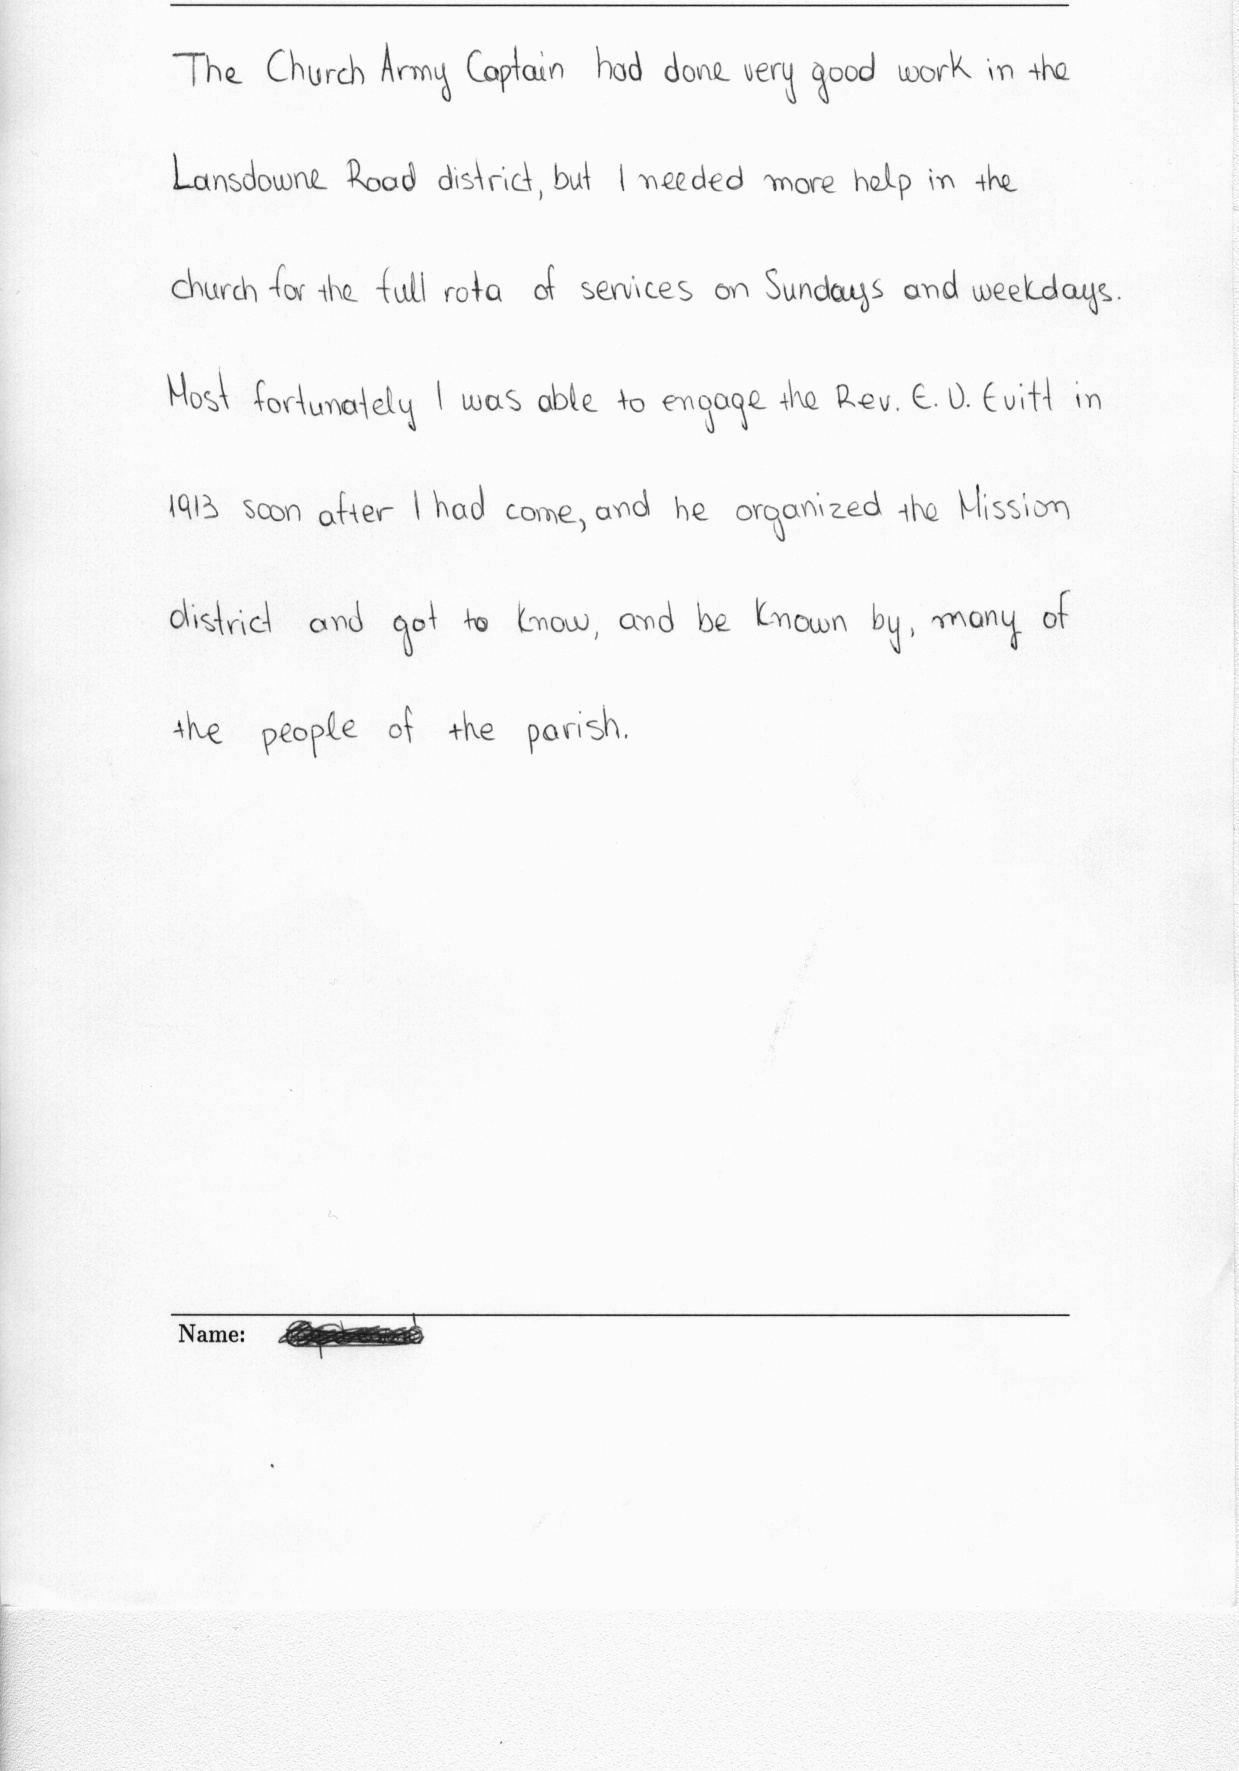 The Church Army Captain had done very good work in the
Lansdowne Road district, but I needed more help in the
church for the full rota of services on Sundays and weekdays.
Most fortunately I was able to engage the Rev. E. V. Evitt in
1913 soon after I had come, and he organized the Mission
district and got to know, and be known by, many of
the people of the parish.
Name: